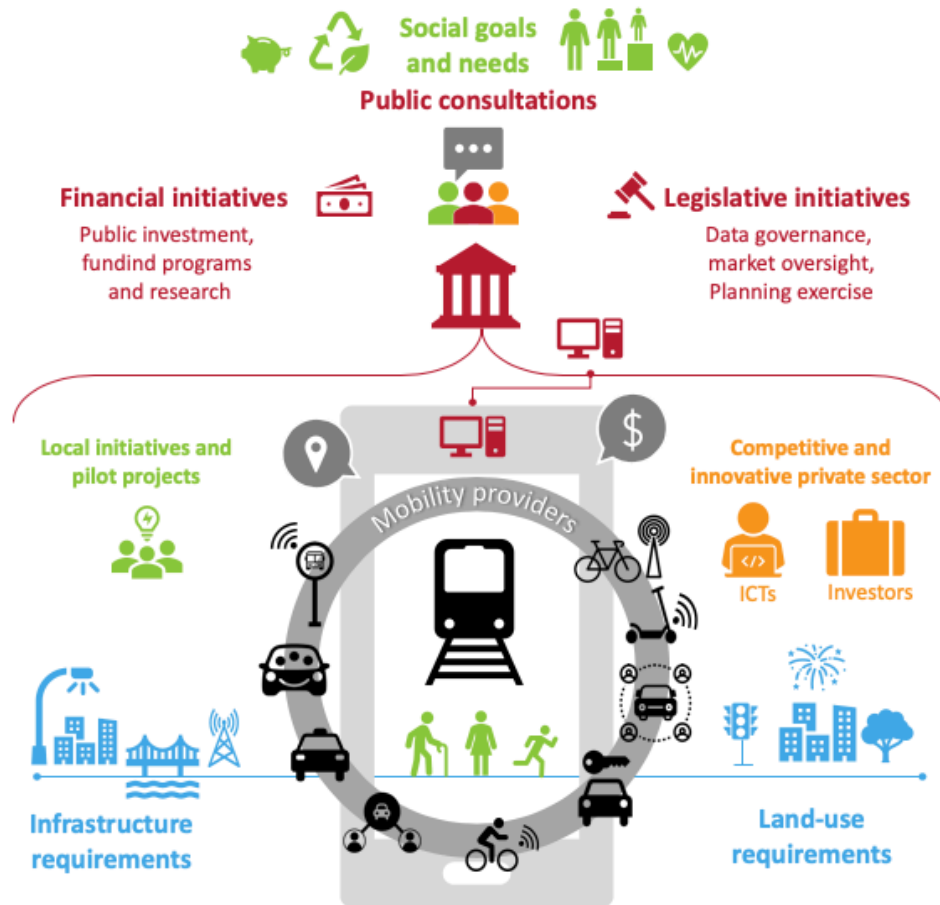 Social goals
and needs
Public consultations
Financial initiatives
Public investment,
fundind programs
and research
Legislative initiatives
Data governance,
market oversight,
Planning exercise
$
Local initiatives and
pilot projects
Competitive and
innovative private sector
Mobility providers
</>
ICTs
Investors
Infrastructure
requirements
Land-use
requirements